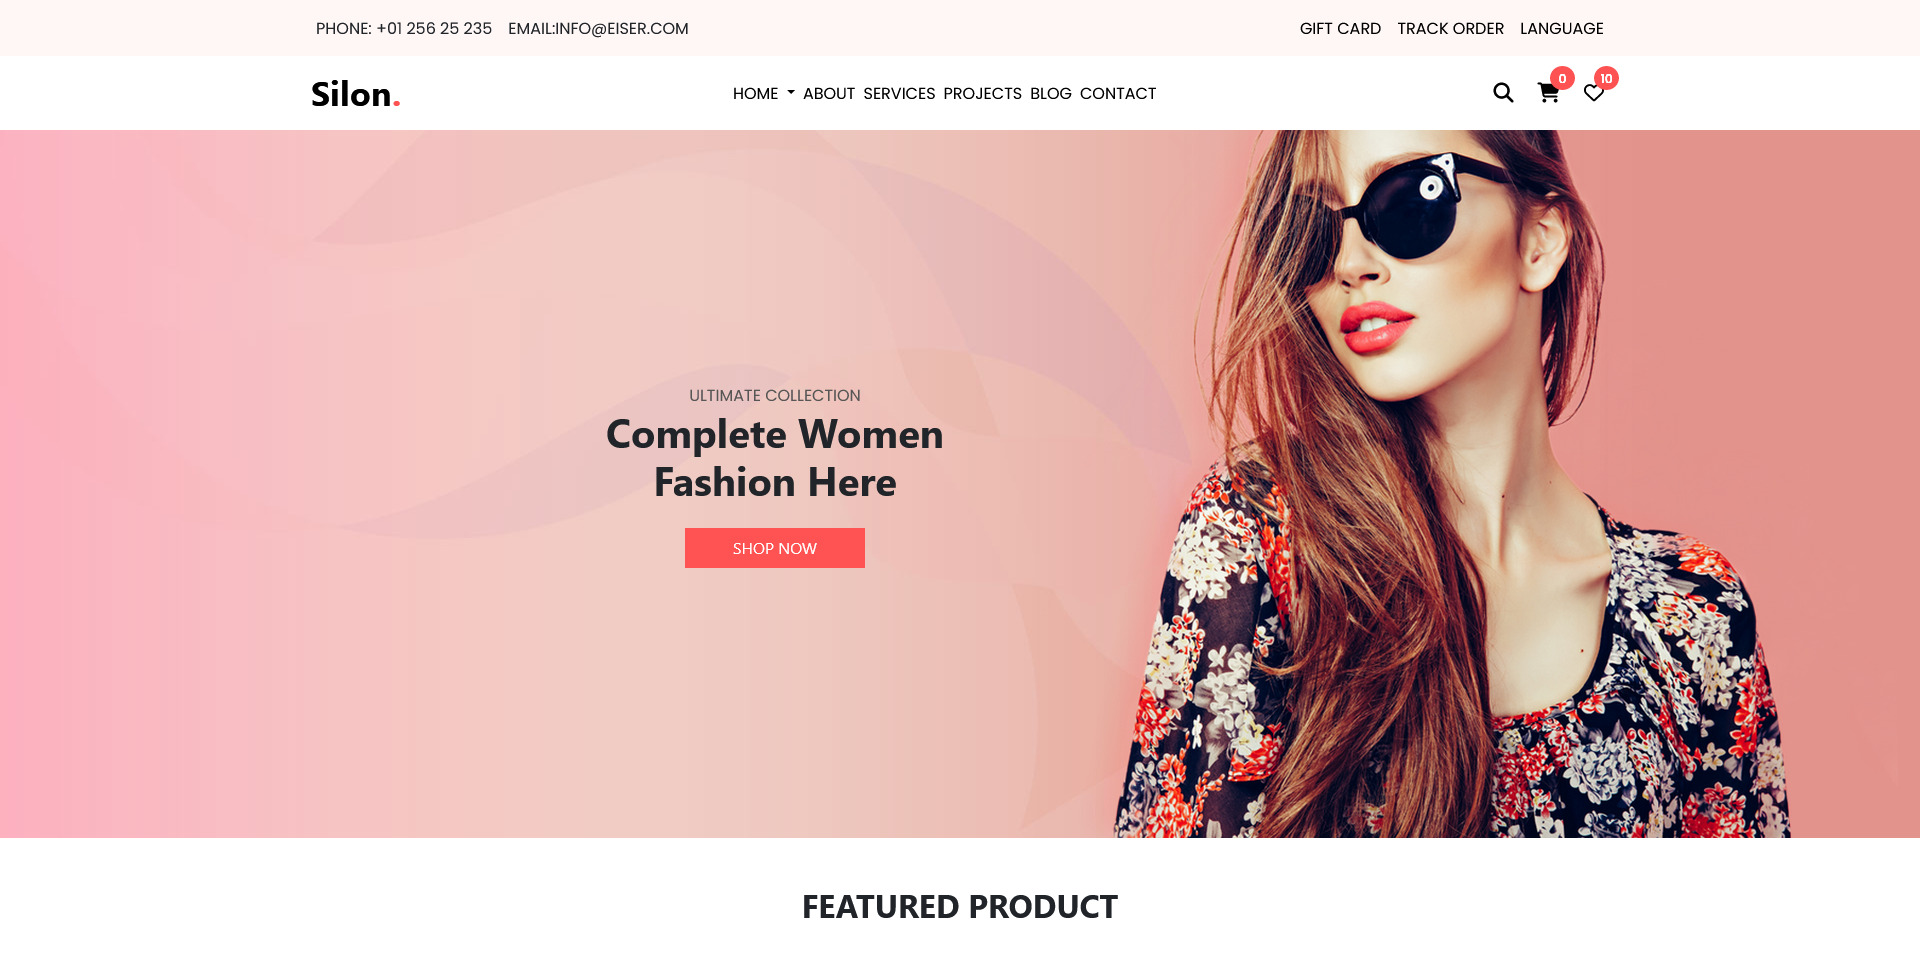 PHONE: +01 256 25 235 EMAIL:INFO@EISER.COM GIFT CARD TRACK ORDER LANGUAGE
Silon. HOME ABOUT SERVICES PROJECTS BLOG CONTACT 0 10
ULTIMATE COLLECTION
Complete Women
Fashion Here
SHOP NOW
FEATURED PRODUCT